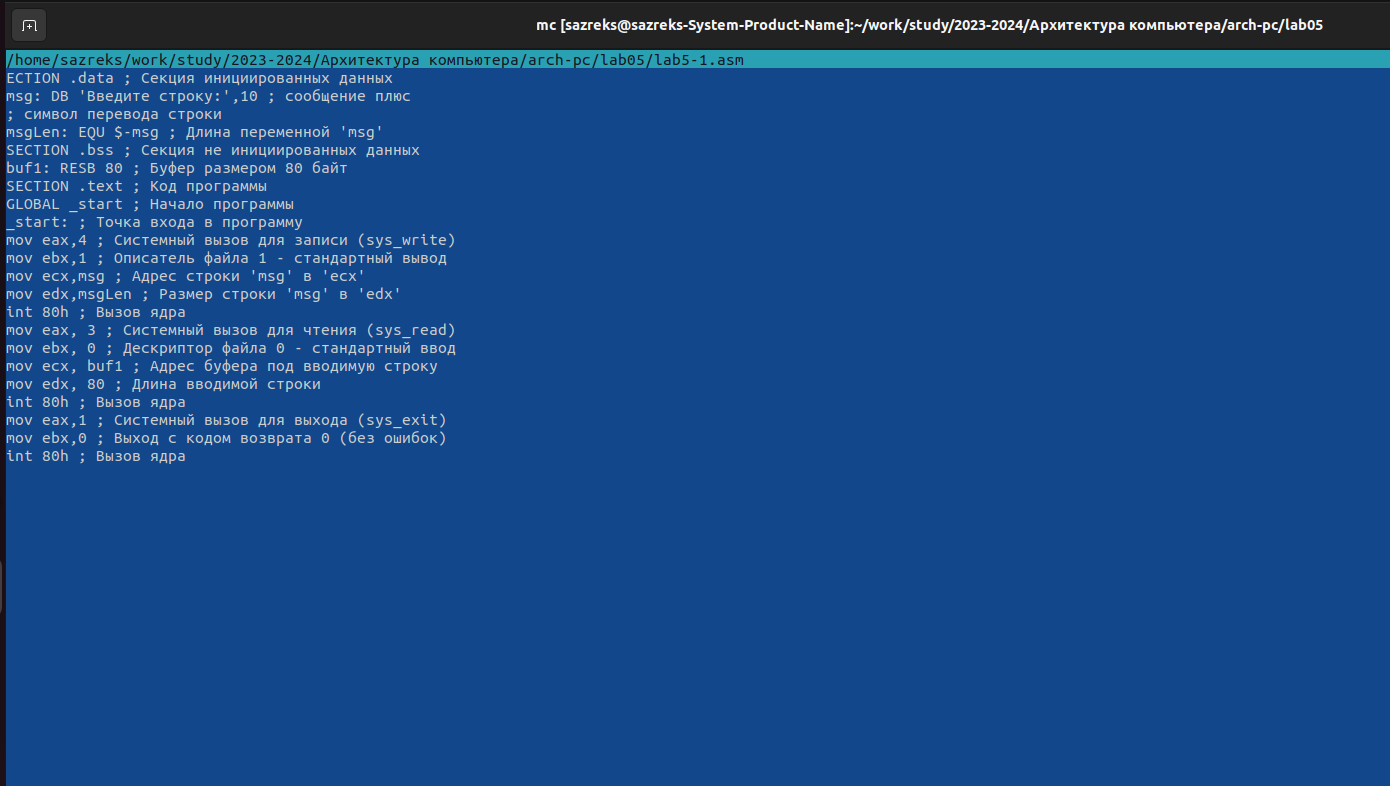 mc [sazreks@sazreks-System-Product-Name]:~/work/study/2023-2024/Архитектура компьютера/arch-pc/lab05
/home/sazreks/work/study/2023-2024/Архитектура компьютера/arch-pc/lab05/lab5-1.asm
ECTION .data ; Секция инициированных данных
msg: DB 'Введите строку:',10 ; сообщение плюс
; символ перевода строки
msgLen: EQU $-msg ; Длина переменной 'msg'
SECTION .bss ; Секция не инициированных данных
buf1: RESB 80 ; Буфер размером 80 байт
SECTION .text ; Код программы
GLOBAL _start ; Начало программы
_start: ; Точка входа в программу
mov eax,4 ; Системный вызов для записи (sys_write)
mov ebx,1 ; Описатель файла 1 - стандартный вывод
mov ecx,msg ; Адрес строки 'msg' в 'ecx'
mov edx,msgLen ; Размер строки 'msg' в 'edx'
int 80h ; Вызов ядра
mov eax, 3 ; Системный вызов для чтения (sys_read)
mov ebx, 0 ; Дескриптор файла 0 - стандартный ввод
mov ecx, buf1 ; Адрес буфера под вводимую строку
mov edx, 80 ; Длина вводимой строки
int 80h ; Вызов ядра
mov eax,1 ; Системный вызов для выхода (sys_exit)
mov ebx,0 ; Выход с кодом возврата 0 (без ошибок)
int 80h ; Вызов ядра